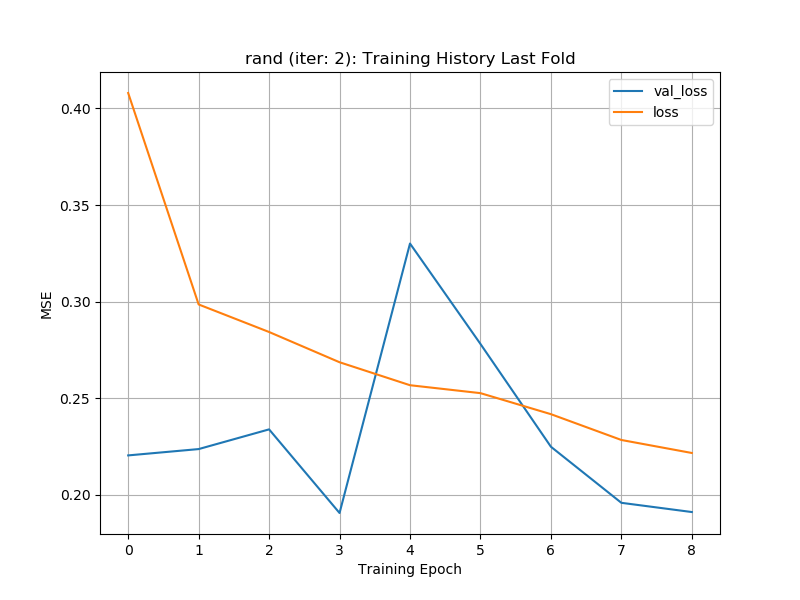 rand (iter: 2): Training History Last Fold
val_loss
loss
MSE
0.40
0.35
0.30
0.25
0.20
0 1 2 3 4 5 6 7 8
Training Epoch